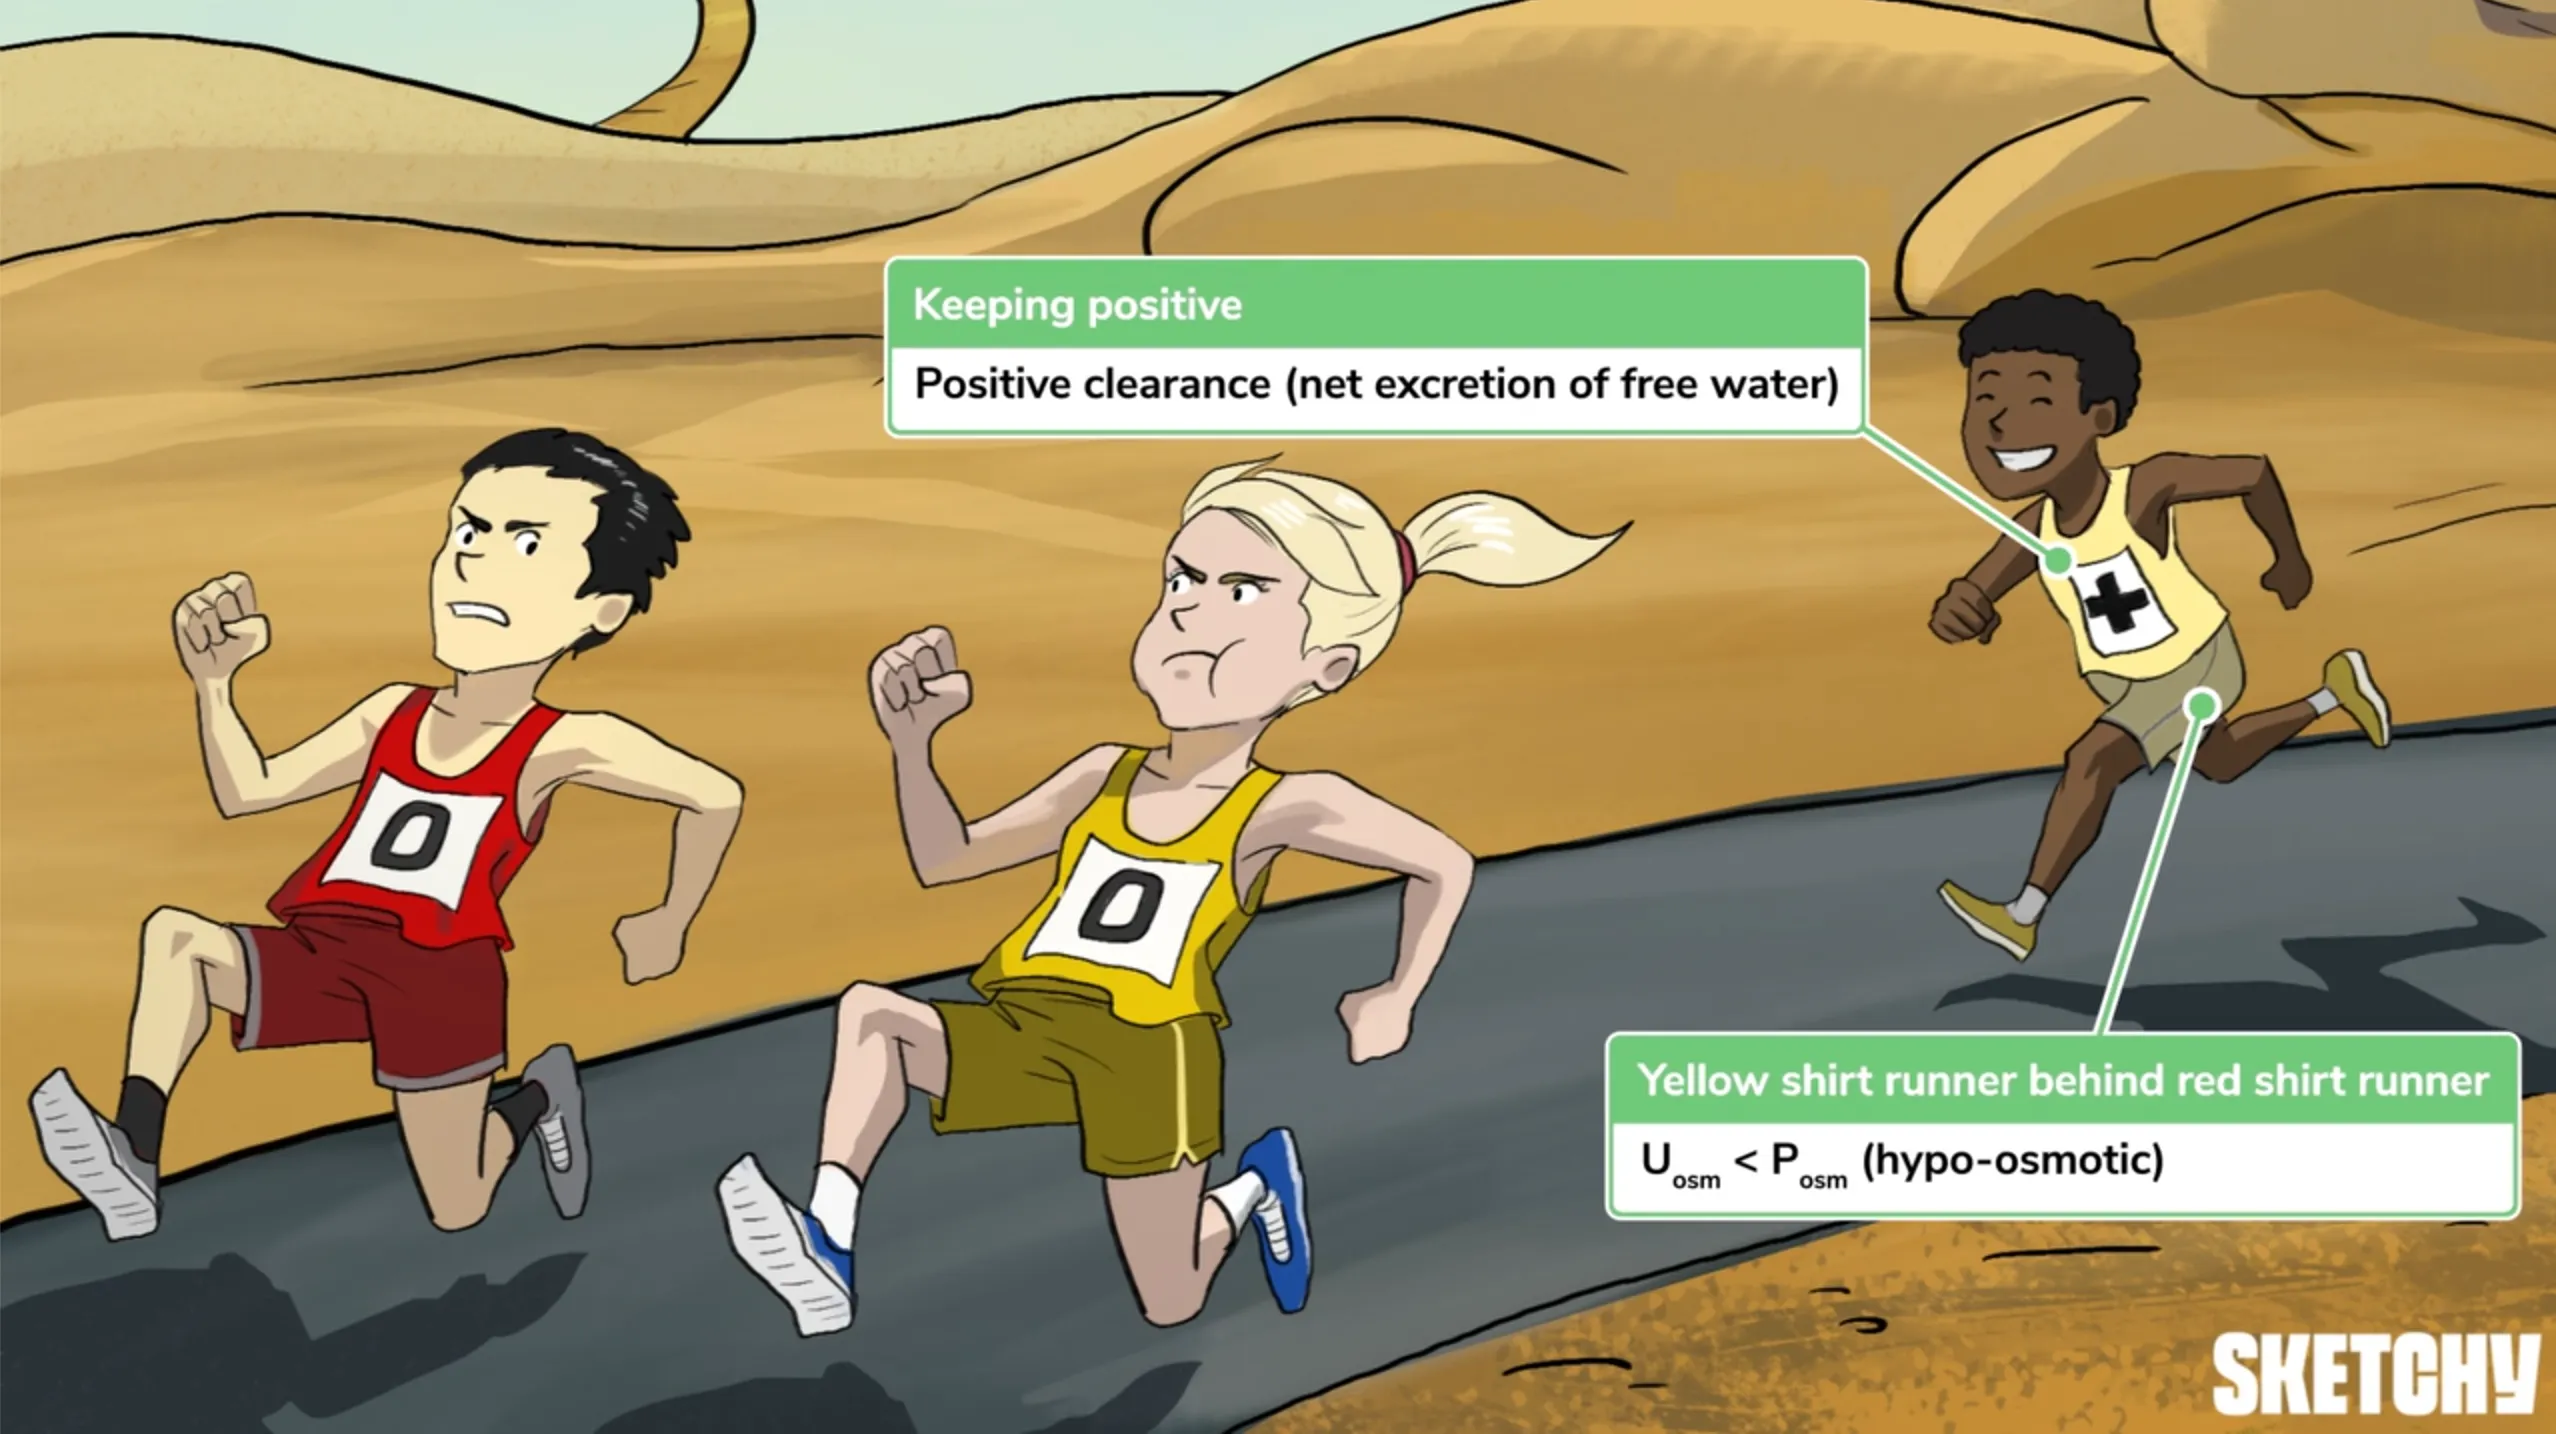 Keeping positive
Positive clearance (net excretion of free water)
+
0
0
Yellow shirt runner behind red shirt runner
Uosm < Posm (hypo-osmotic)
SKETCHY